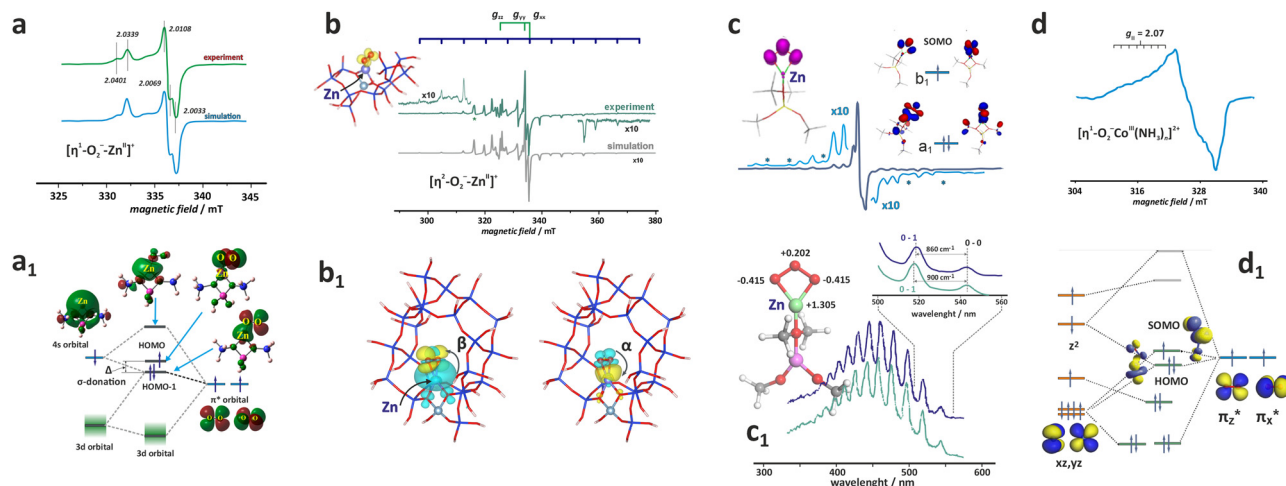 a
2.0108
2.0339
experiment
2.0401
2.0069
2.0033
simulation
[η¹-O₂⁻-Znᴵᴵ]⁺
325
330
335
340
345
magnetic field / mT
b
gzz
gyy
gxx
Zn
x10
experiment
*
x10
simulation
x10
[η²-O₂⁻-Znᴵᴵ]⁺
300
320
340
360
380
magnetic field / mT
c
Zn
SOMO
b₁
a₁
x10
* * * *
* *
x10
magnetic field / mT
d
g_II = 2.07
[η¹-O₂⁻Coᴵᴵᴵ(NH₃)ₙ]²⁺
304
316
328
340
magnetic field / mT
a₁
Zn
O O
Zn
Zn
O O
Zn
4s orbital
HOMO
Δ
σ-donation
HOMO-1
π* orbital
O O
O O
3d orbital
3d orbital
b₁
β
Zn
α
+0.202
-0.415
-0.415
Zn
+1.305
0 - 1
860 cm⁻¹
0 - 0
900 cm⁻¹
0 - 1
500
520
540
560
wavelenght / nm
c₁
300
400
500
600
wavelenght / nm
d₁
SOMO
z²
HOMO
πz*
πx*
xz,yz